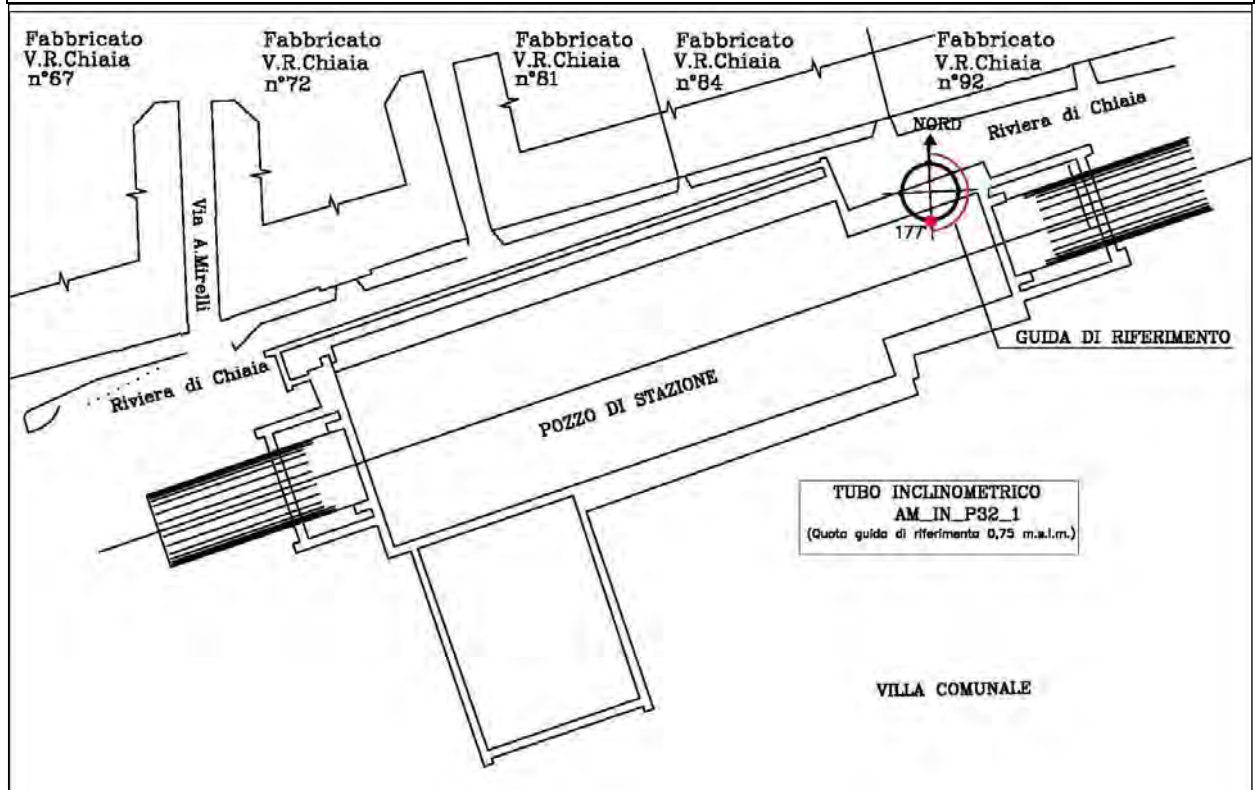 Fabbricato
V.R.Chiaia
n°67
Fabbricato
V.R.Chiaia
n°72
Fabbricato
V.R.Chiaia
n°81
Fabbricato
V.R.Chiaia
n°84
Fabbricato
V.R.Chiaia
n°92
NORD
Riviera di Chiaia
Via A.Mirelli
177°
GUIDA DI RIFERIMENTO
Riviera di Chiaia
POZZO DI STAZIONE
TUBO INCLINOMETRICO
AM_IN_P32_1
(Quota guida di riferimento 0,75 m.s.l.m.)
VILLA COMUNALE